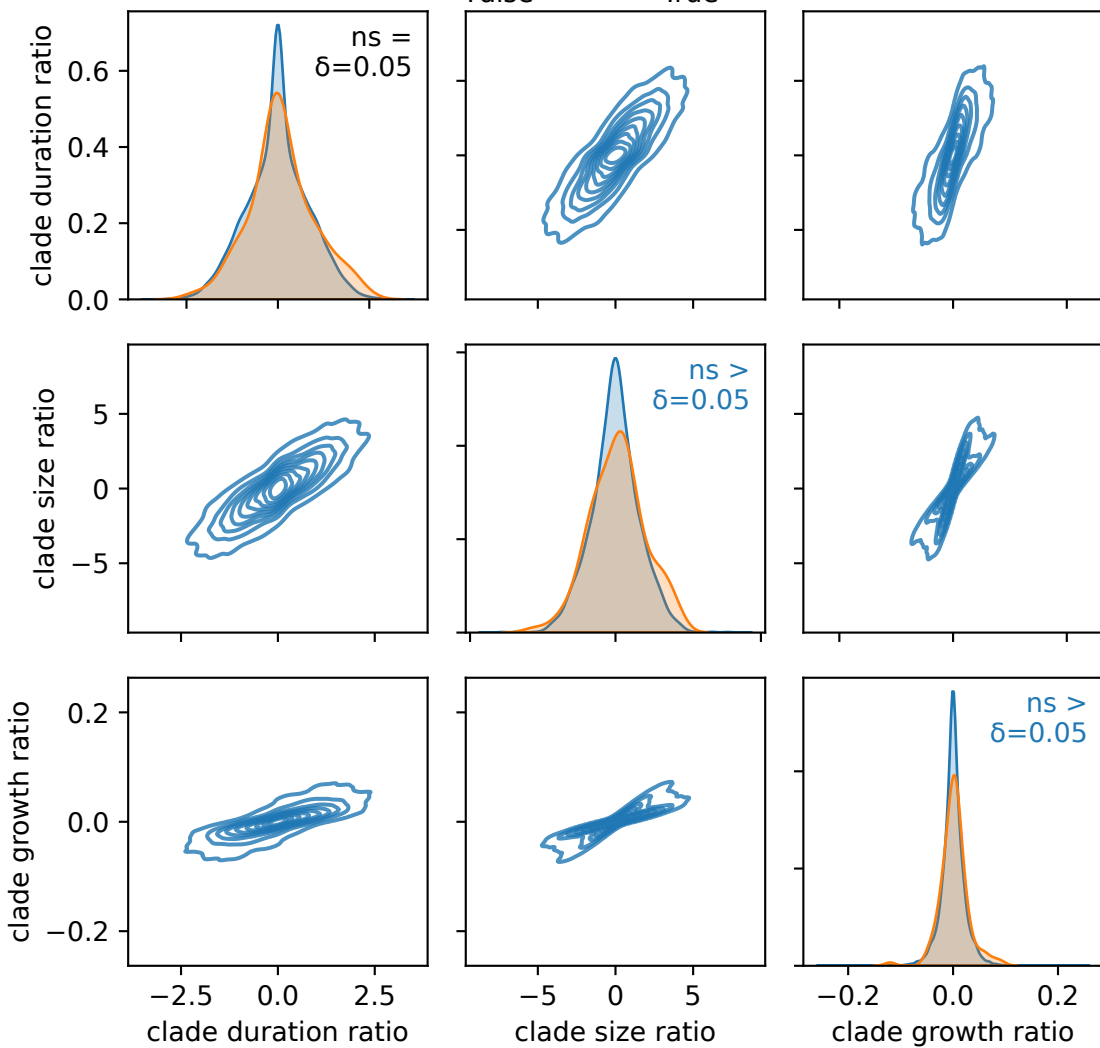 clade duration ratio
0.6
0.4
0.2
0.0
ns =
δ=0.05
clade size ratio
5
0
−5
ns >
δ=0.05
clade growth ratio
0.2
0.0
−0.2
ns >
δ=0.05
−2.5 0.0 2.5
−5 0 5
−0.2 0.0 0.2
clade duration ratio
clade size ratio
clade growth ratio